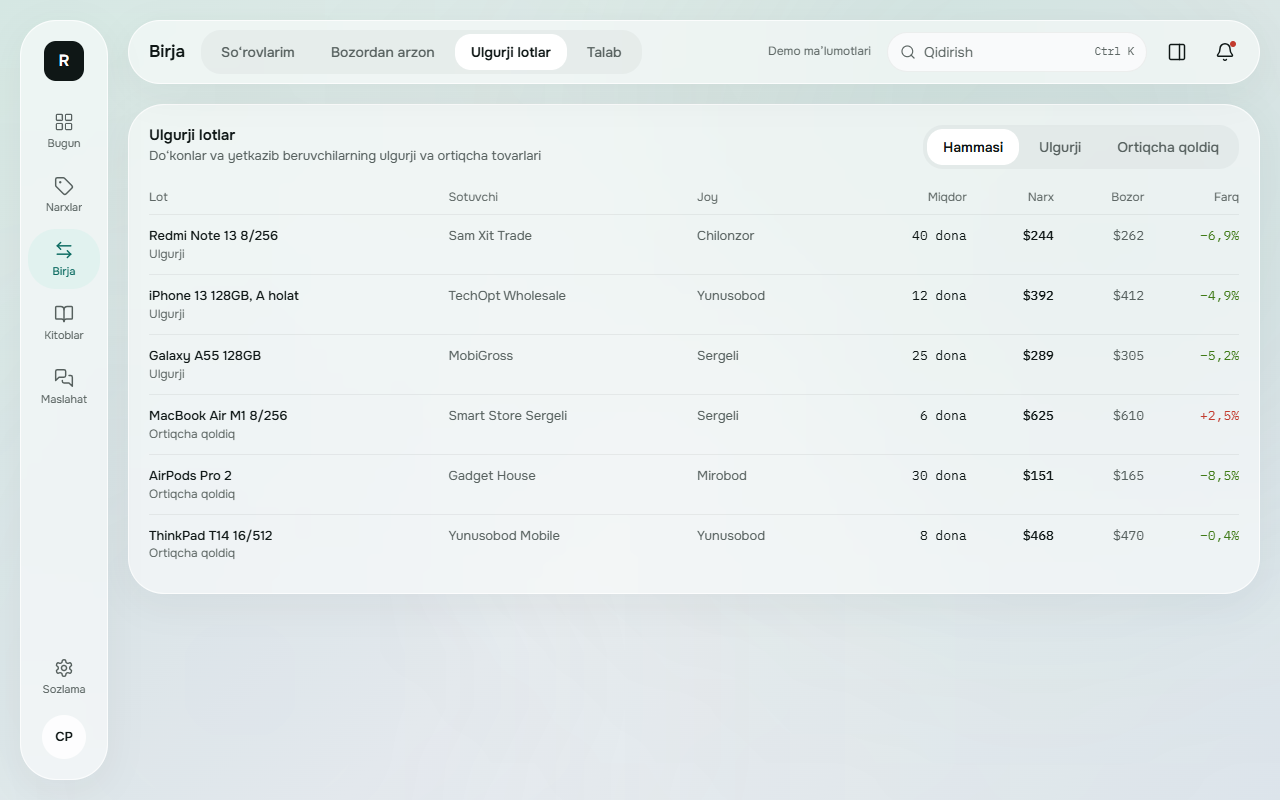 R
Bugun
Narxlar
Birja
Kitoblar
Maslahat
Sozlama
CP
Birja
So‘rovlarim
Bozordan arzon
Ulgurji lotlar
Talab
Demo ma’lumotlari
Qidirish
Ctrl K
Ulgurji lotlar
Do‘konlar va yetkazib beruvchilarning ulgurji va ortiqcha tovarlari
Hammasi
Ulgurji
Ortiqcha qoldiq
Lot Sotuvchi Joy Miqdor Narx Bozor Farq
Redmi Note 13 8/256 Sam Xit Trade Chilonzor 40 dona $244 $262 −6,9%
Ulgurji
iPhone 13 128GB, A holat TechOpt Wholesale Yunusobod 12 dona $392 $412 −4,9%
Ulgurji
Galaxy A55 128GB MobiGross Sergeli 25 dona $289 $305 −5,2%
Ulgurji
MacBook Air M1 8/256 Smart Store Sergeli Sergeli 6 dona $625 $610 +2,5%
Ortiqcha qoldiq
AirPods Pro 2 Gadget House Mirobod 30 dona $151 $165 −8,5%
Ortiqcha qoldiq
ThinkPad T14 16/512 Yunusobod Mobile Yunusobod 8 dona $468 $470 −0,4%
Ortiqcha qoldiq